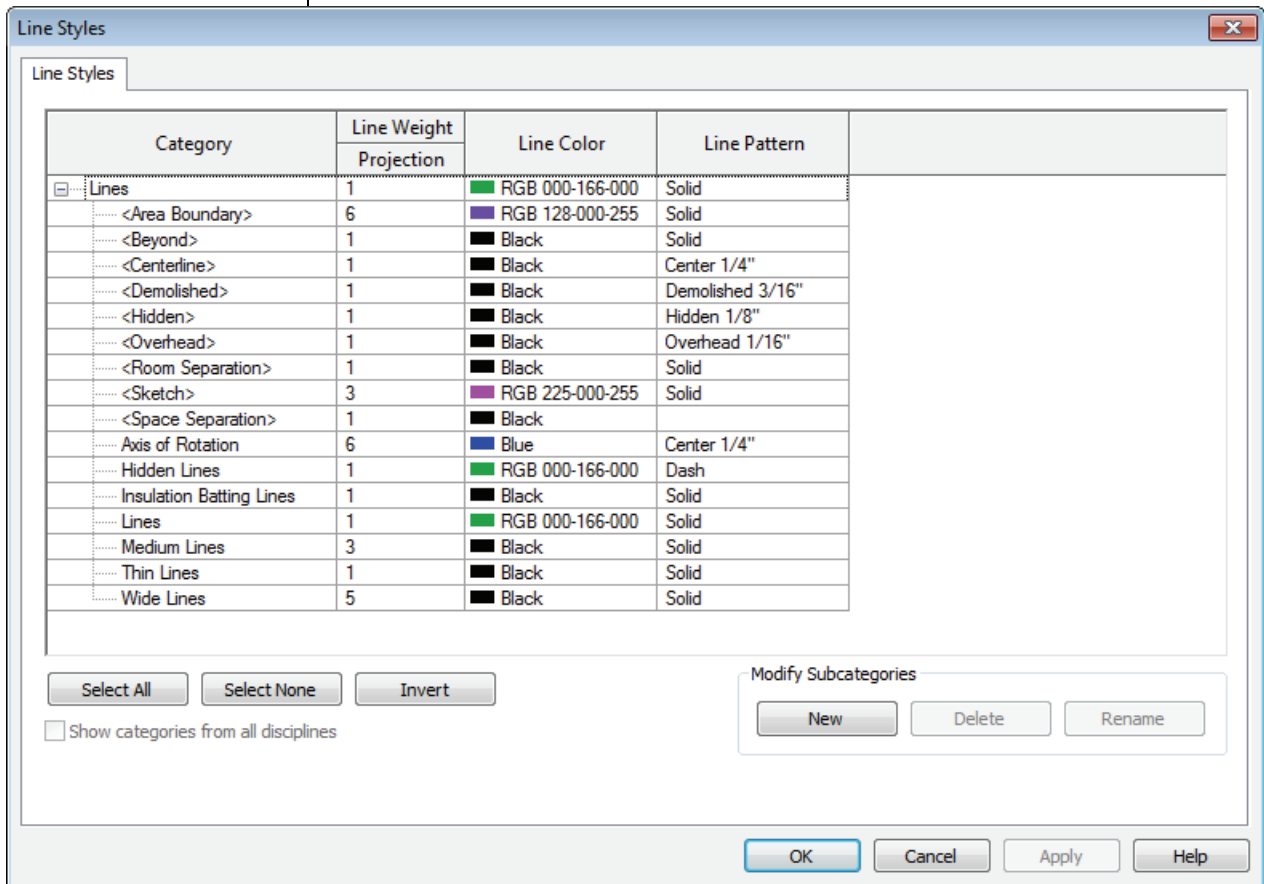 Line Styles
Line Styles
Category Line Weight Line Color Line Pattern
Projection
Lines 1 RGB 000-166-000 Solid
<Area Boundary> 6 RGB 128-000-255 Solid
<Beyond> 1 Black Solid
<Centerline> 1 Black Center 1/4"
<Demolished> 1 Black Demolished 3/16"
<Hidden> 1 Black Hidden 1/8"
<Overhead> 1 Black Overhead 1/16"
<Room Separation> 1 Black Solid
<Sketch> 3 RGB 225-000-255 Solid
<Space Separation> 1 Black
Axis of Rotation 6 Blue Center 1/4"
Hidden Lines 1 RGB 000-166-000 Dash
Insulation Batting Lines 1 Black Solid
Lines 1 RGB 000-166-000 Solid
Medium Lines 3 Black Solid
Thin Lines 1 Black Solid
Wide Lines 5 Black Solid
Select All Select None Invert
Modify Subcategories
New Delete Rename
Show categories from all disciplines
OK Cancel Apply Help